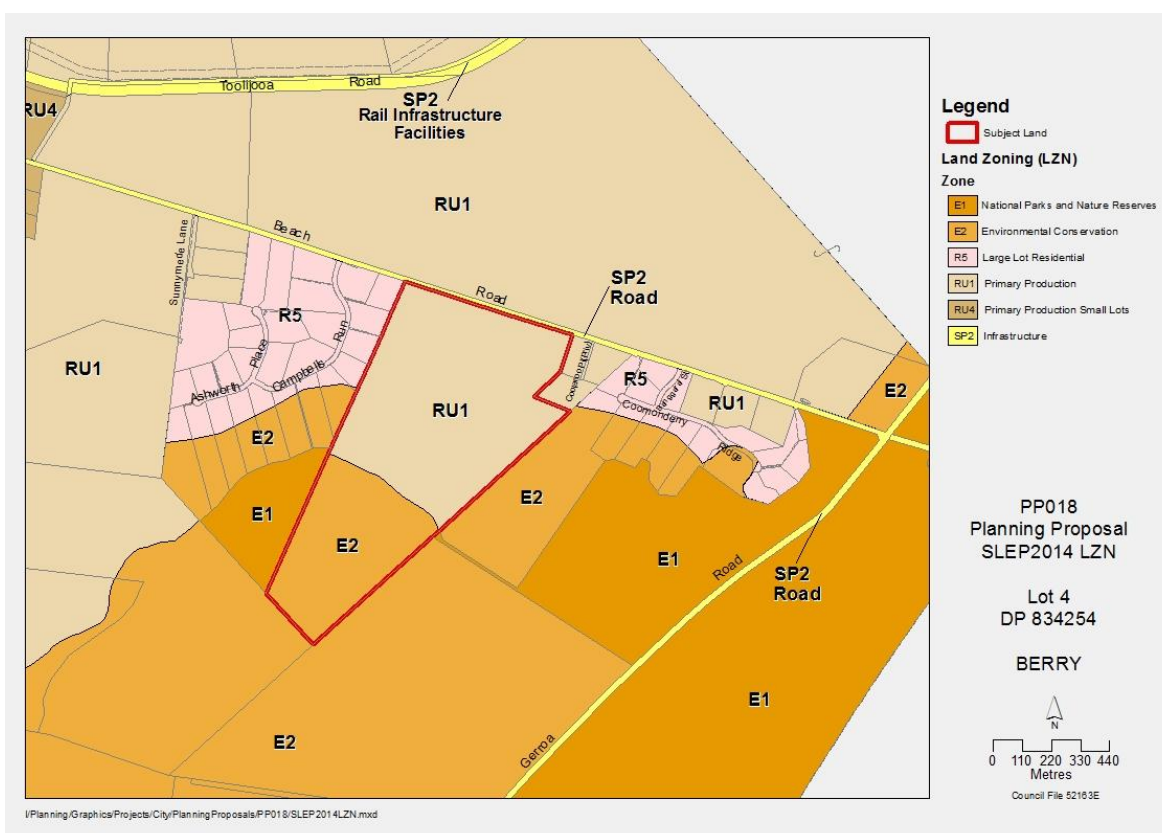 Toolijooa Road
SP2
Rail Infrastructure
Facilities
RU4
RU1
Beach Road
Sunnymede Lane
SP2
Road
R5
Ashworth Place
Campbells Run
RU1
RU1
R5
RU1
Coomonderry Ridge
E2
E2
E2
E1
E2
E1
SP2
Road
Gerroa Road
E1
E2
Legend
Subject Land
Land Zoning (LZN)
Zone
E1 National Parks and Nature Reserves
E2 Environmental Conservation
R5 Large Lot Residential
RU1 Primary Production
RU4 Primary Production Small Lots
SP2 Infrastructure
PP018
Planning Proposal
SLEP2014 LZN
Lot 4
DP 834254
BERRY
N
0 110 220 330 440
Metres
Council File 52163E
I/Planning/Graphics/Projects/City/PlanningProposals/PP018/SLEP2014LZN.mxd